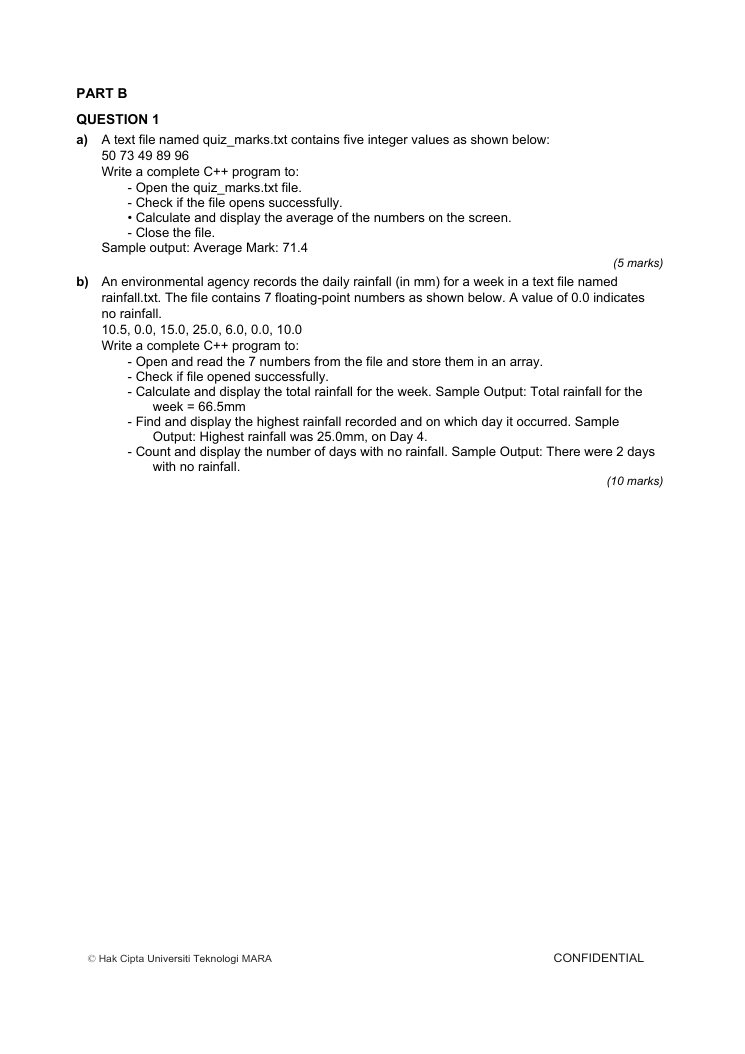 PART B
QUESTION 1
a) A text file named quiz_marks.txt contains five integer values as shown below:
50 73 49 89 96
Write a complete C++ program to:
- Open the quiz_marks.txt file.
- Check if the file opens successfully.
• Calculate and display the average of the numbers on the screen.
- Close the file.
Sample output: Average Mark: 71.4
(5 marks)
b) An environmental agency records the daily rainfall (in mm) for a week in a text file named
rainfall.txt. The file contains 7 floating-point numbers as shown below. A value of 0.0 indicates
no rainfall.
10.5, 0.0, 15.0, 25.0, 6.0, 0.0, 10.0
Write a complete C++ program to:
- Open and read the 7 numbers from the file and store them in an array.
- Check if file opened successfully.
- Calculate and display the total rainfall for the week. Sample Output: Total rainfall for the
week = 66.5mm
- Find and display the highest rainfall recorded and on which day it occurred. Sample
Output: Highest rainfall was 25.0mm, on Day 4.
- Count and display the number of days with no rainfall. Sample Output: There were 2 days
with no rainfall.
(10 marks)
© Hak Cipta Universiti Teknologi MARA CONFIDENTIAL